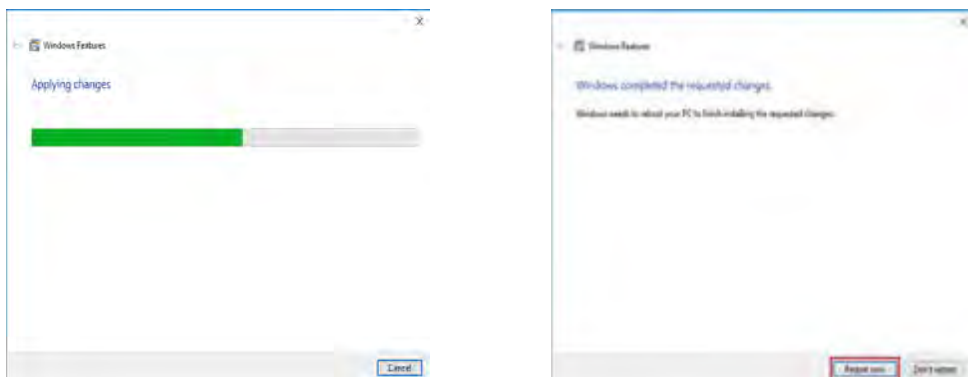 Windows Features
Applying changes
Cancel
Windows Features
Windows completed the requested changes.
Windows needs to reboot your PC to finish installing the requested changes.
Restart now
Don't restart